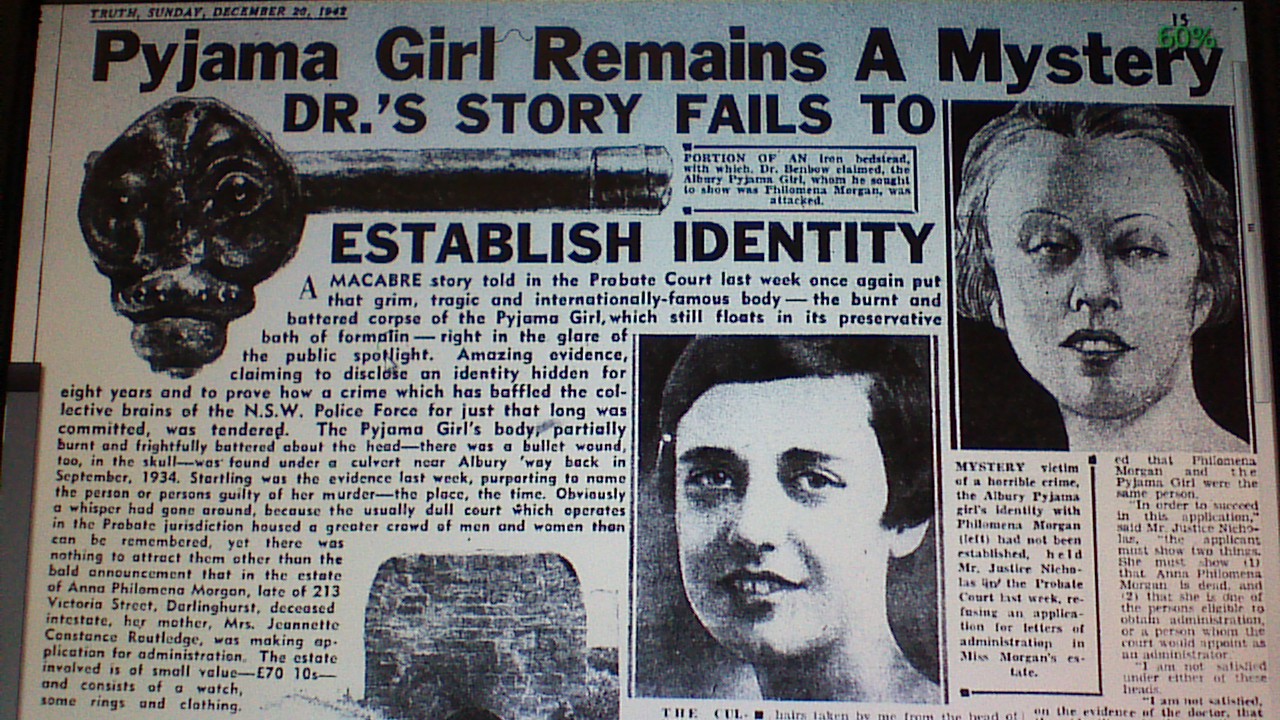 TRUTH, SUNDAY, DECEMBER 20, 1942
15
60%
Pyjama Girl Remains A Mystery
DR.'S STORY FAILS TO
PORTION OF AN iron bedstead,
with which, Dr. Benbow claimed, the
Albury Pyjama Girl, whom he sought
to show was Philomena Morgan, was
attacked.
ESTABLISH IDENTITY
A MACABRE story told in the Probate Court last week once again put
that grim, tragic and internationally-famous body — the burnt and
battered corpse of the Pyjama Girl, which still floats in its preservative
bath of formalin — right in the glare of
the public spotlight. Amazing evidence,
claiming to disclose an identity hidden for
eight years and to prove how a crime which has baffled the col-
lective brains of the N.S.W. Police Force for just that long was
committed, was tendered. The Pyjama Girl's body, partially
burnt and frightfully battered about the head—there was a bullet wound,
too, in the skull—was found under a culvert near Albury 'way back in
September, 1934. Startling was the evidence last week, purporting to name
the person or persons guilty of her murder—the place, the time. Obviously
a whisper had gone around, because the usually dull court which operates
in the Probate jurisdiction housed a greater crowd of men and women than
can be remembered, yet there was
nothing to attract them other than the
bald announcement that in the estate
of Anna Philomena Morgan, late of 213
Victoria Street, Darlinghurst, deceased
intestate, her mother, Mrs. Jeannette
Constance Routledge, was making ap-
plication for administration. The estate
involved is of small value—£70 10s—
and consists of a watch,
some rings and clothing.
MYSTERY victim
of a horrible crime,
the Albury Pyjama
girl's identity with
Philomena Morgan
(left) had not been
established, held
Mr. Justice Nicho-
las in the Probate
Court last week, re-
fusing an applica-
tion for letters of
administration in
Miss Morgan's es-
tate.
ed that Philomena
Morgan and the
Pyjama Girl were the
same person.
"In order to succeed
in this application,"
said Mr. Justice Nicho-
las, "the applicant
must show two things.
She must show (1)
that Anna Philomena
Morgan is dead, and
(2) that she is one of
the persons eligible to
obtain administration,
or a person whom the
court would appoint as
an administrator.
"I am not satisfied
under either of these
heads.
"I am not satisfied,
on the evidence of the doctor, that
THE CUL-
hairs taken by me from the head of